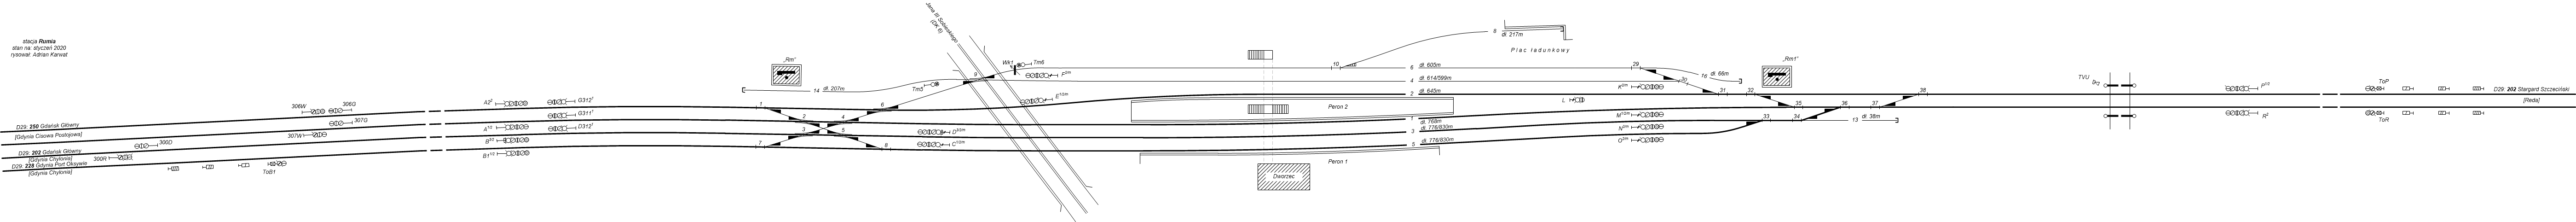 stacja Rumia
stan na: styczeń 2020
rysował: Adrian Karwat
D29: 250 Gdańsk Główny
[Gdynia Cisowa Postojowa]
D29: 202 Gdańsk Główny
[Gdynia Chylonia]
D29: 228 Gdynia Port Oksywie
[Gdynia Chylonia]
306W
306G
307G
307W
300D
300R
ToB1
G312
G311
D312
„Rm”
14 dł. 207m
1
2
3
4
5
6
7
8
9
Jana III Sobieskiego
(DK 6)
Tm5
Wk1
Tm6
10
8 dł. 217m
Plac ładunkowy
6 dł. 605m
4 dł. 614/599m
2 dł. 645m
Peron 2
1
dł. 768m
3 dł. 776/830m
5 dł. 776/830m
Peron 1
Dworzec
L
29
30
16 dł. 66m
31
32
33
34
35
36
37
38
„Rm1”
13 dł. 38m
TVU
ToP
ToR
D29: 202 Stargard Szczeciński
[Reda]